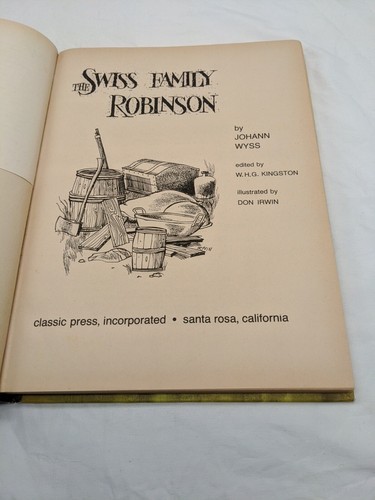 THE SWISS FAMILY
ROBINSON
by
JOHANN
WYSS
edited by
W.H.G. KINGSTON
illustrated by
DON IRWIN
classic press, incorporated • santa rosa, california